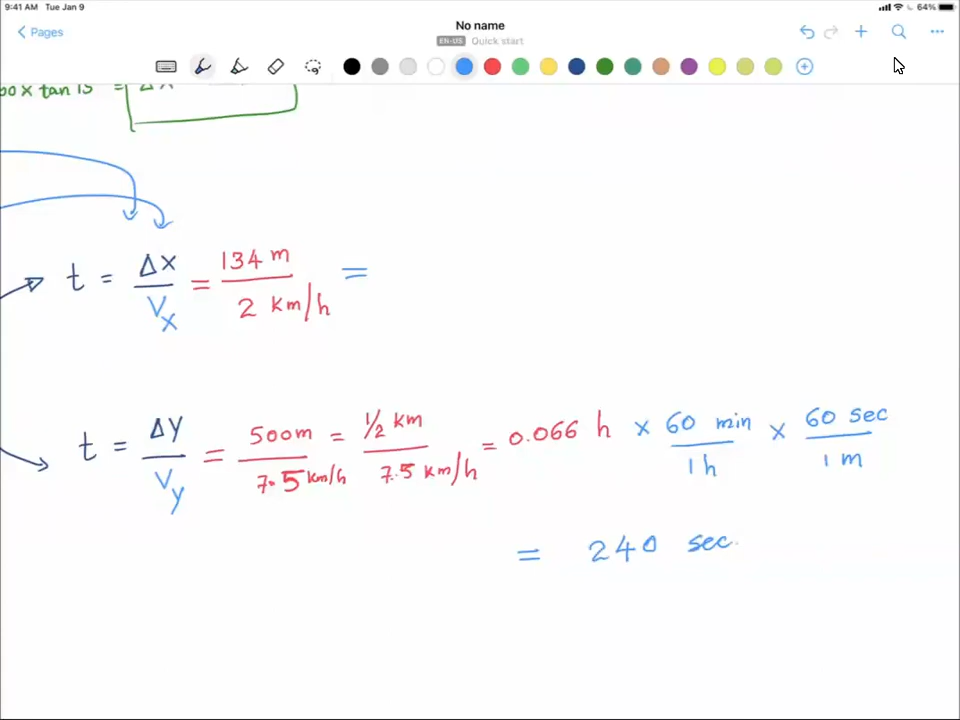 9:41 AM Tue Jan 9
64%
No name
Pages
EN-US Quick start
tan 15 = ΔX
t = ΔX / Vx = 134 m / 2 km/h =
t = ΔY / Vy = 500m / 7.5 km/h = 1/2 km / 7.5 km/h = 0.066 h × 60 min / 1 h × 60 sec / 1 m
= 240 sec.